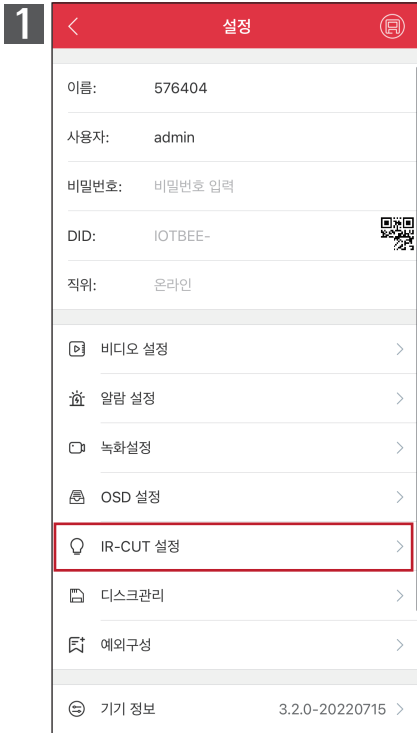 1
설정
이름: 576404
사용자: admin
비밀번호: 비밀번호 입력
DID: IOTBEE-
직위: 온라인
비디오 설정
알람 설정
녹화설정
OSD 설정
IR-CUT 설정
디스크관리
예외구성
기기 정보 3.2.0-20220715